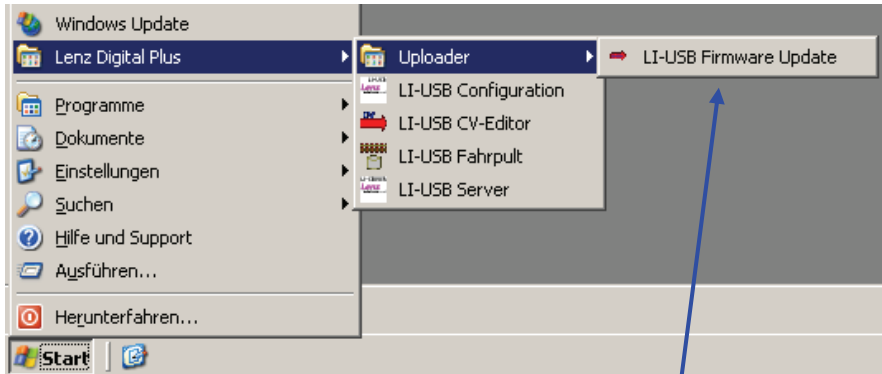 Windows Update
Lenz Digital Plus
Uploader
LI-USB Firmware Update
LI-USB Configuration
LI-USB CV-Editor
LI-USB Fahrpult
LI-USB Server
Programme
Dokumente
Einstellungen
Suchen
Hilfe und Support
Ausführen...
Herunterfahren...
Start